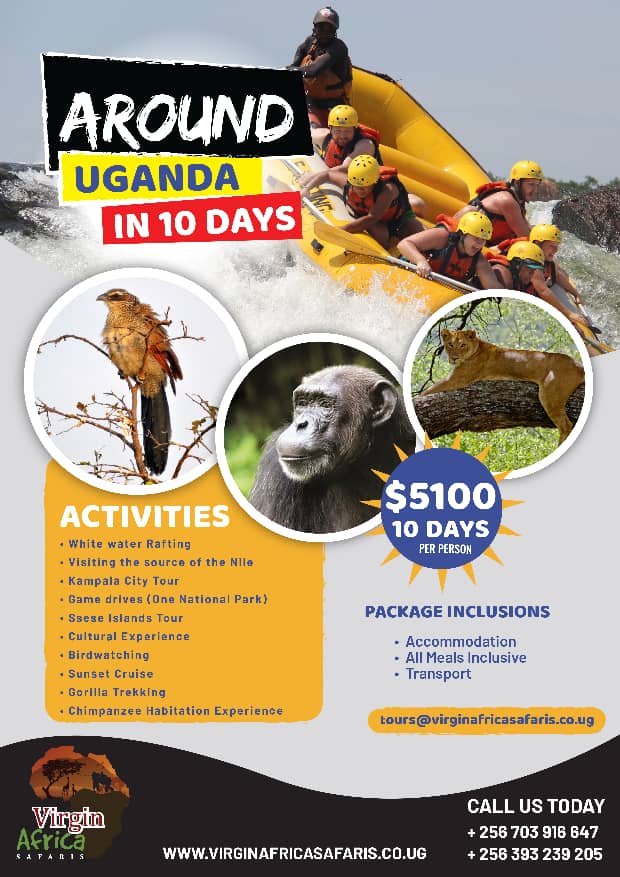 AROUND
UGANDA
IN 10 DAYS
$5100
10 DAYS
PER PERSON
ACTIVITIES
• White water Rafting
• Visiting the source of the Nile
• Kampala City Tour
• Game drives (One National Park)
• Ssese Islands Tour
• Cultural Experience
• Birdwatching
• Sunset Cruise
• Gorilla Trekking
• Chimpanzee Habitation Experience
PACKAGE INCLUSIONS
‣ Accommodation
‣ All Meals Inclusive
‣ Transport
tours@virginafricasafaris.co.ug
Virgin
Africa
SAFARIS
WWW.VIRGINAFRICASAFARIS.CO.UG
CALL US TODAY
+ 256 703 916 647
+ 256 393 239 205